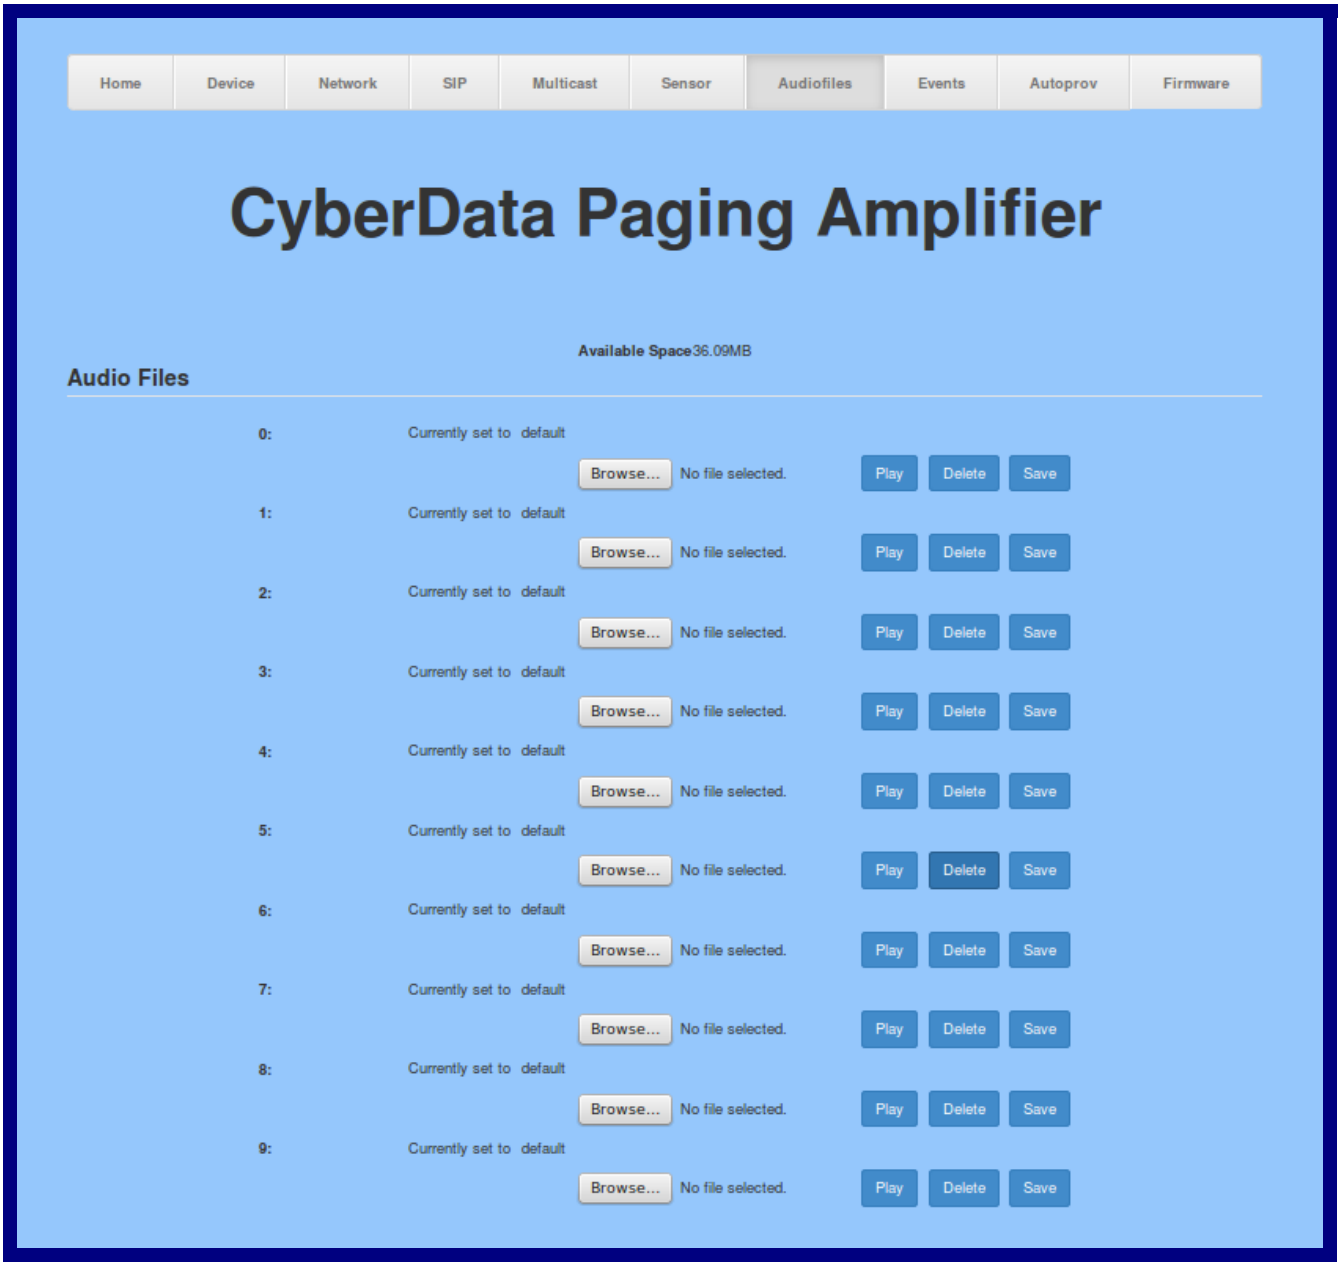 Home Device Network SIP Multicast Sensor Audiofiles Events Autoprov Firmware
CyberData Paging Amplifier
Available Space 36.09MB
Audio Files
0: Currently set to default
Browse... No file selected. Play Delete Save
1: Currently set to default
Browse... No file selected. Play Delete Save
2: Currently set to default
Browse... No file selected. Play Delete Save
3: Currently set to default
Browse... No file selected. Play Delete Save
4: Currently set to default
Browse... No file selected. Play Delete Save
5: Currently set to default
Browse... No file selected. Play Delete Save
6: Currently set to default
Browse... No file selected. Play Delete Save
7: Currently set to default
Browse... No file selected. Play Delete Save
8: Currently set to default
Browse... No file selected. Play Delete Save
9: Currently set to default
Browse... No file selected. Play Delete Save